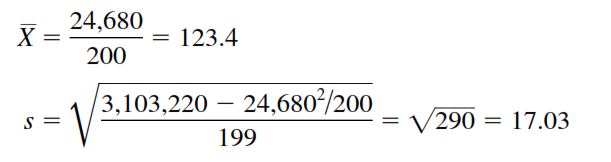 X̄ = 24,680/200 = 123.4
s = √((3,103,220 − 24,680²/200)/199) = √290 = 17.03